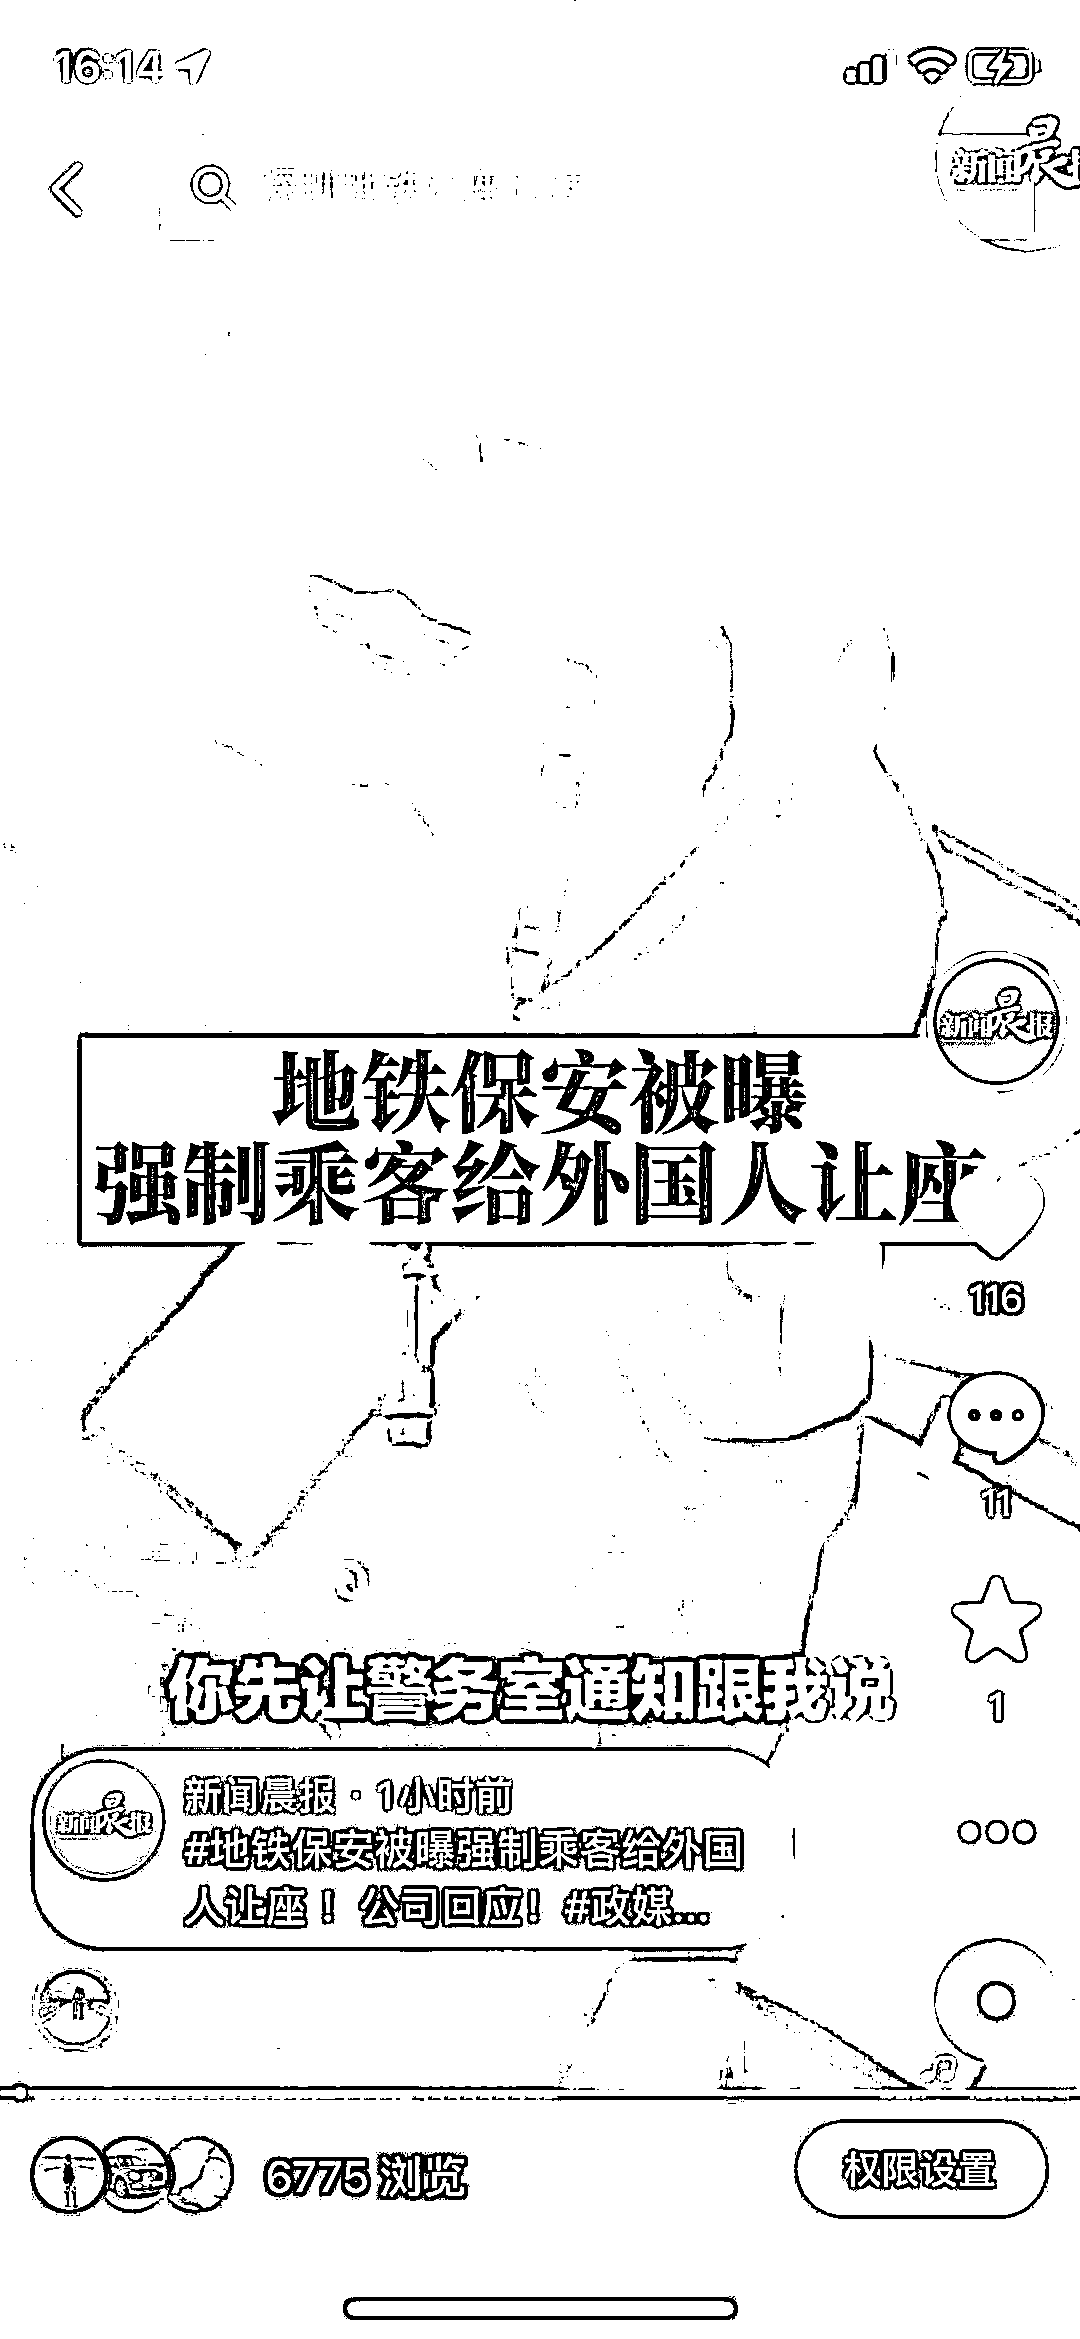 16:14
新闻晨报
新闻晨报
地铁保安被曝
强制乘客给外国人让座
116
11
1
你先让警务室通知跟我说
新闻晨报
新闻晨报·1小时前
#地铁保安被曝强制乘客给外国
人让座！公司回应！#政媒...
6775 浏览
权限设置